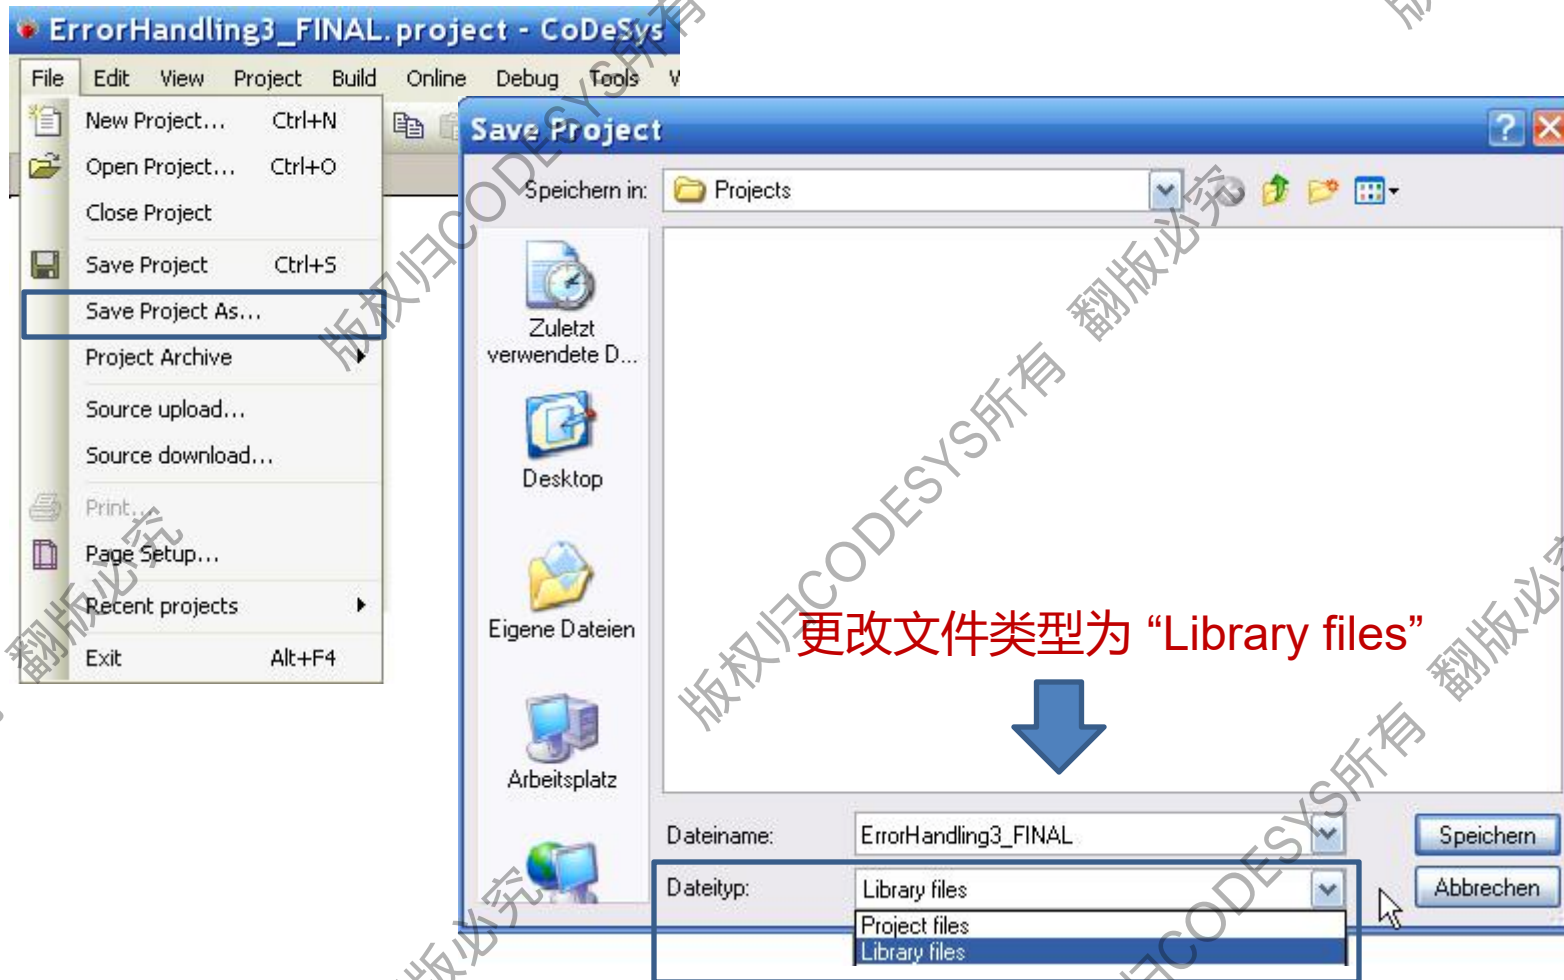 ErrorHandling3_FINAL.project - CoDeSys
File Edit View Project Build Online Debug Tools
New Project... Ctrl+N
Open Project... Ctrl+O
Close Project
Save Project Ctrl+S
Save Project As...
Project Archive
Source upload...
Source download...
Print...
Page Setup...
Recent projects
Exit Alt+F4
Save Project
Speichern in: Projects
Zuletzt
verwendete D...
Desktop
Eigene Dateien
Arbeitsplatz
更改文件类型为 “Library files”
Dateiname: ErrorHandling3_FINAL Speichern
Dateityp: Library files Abbrechen
Project files
Library files
版权归CODESYS所有 翻版必究
版权归CODESYS所有 翻版必究